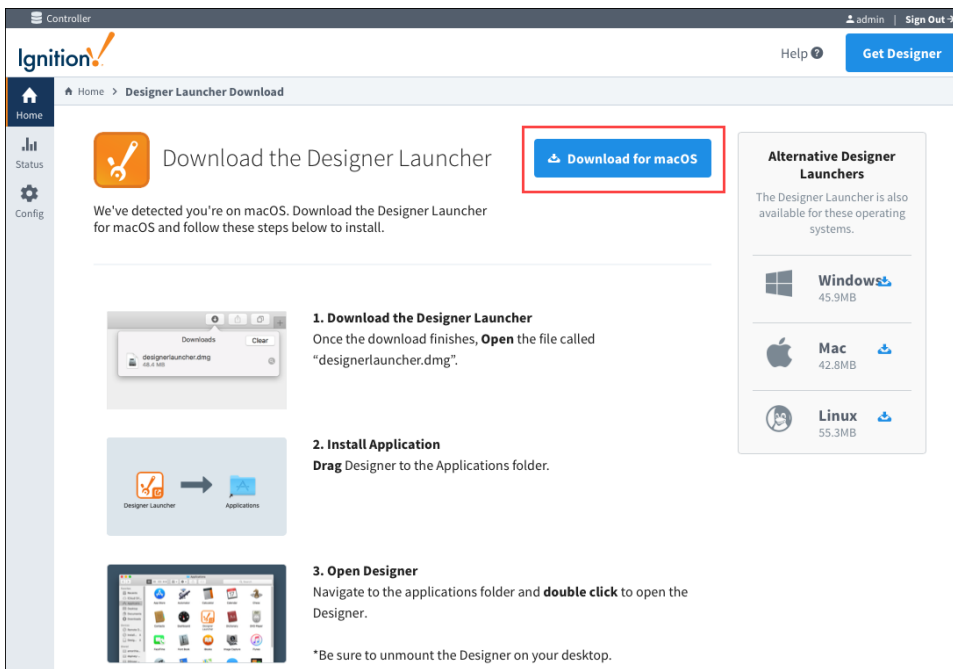 Controller
admin | Sign Out
Ignition!
Help ?
Get Designer
Home > Designer Launcher Download
Home
Status
Config
Download the Designer Launcher
Download for macOS
We've detected you're on macOS. Download the Designer Launcher
for macOS and follow these steps below to install.
Downloads
Clear
designerlauncher.dmg
48.4 MB
1. Download the Designer Launcher
Once the download finishes, Open the file called
“designerlauncher.dmg”.
Designer Launcher
Applications
2. Install Application
Drag Designer to the Applications folder.
3. Open Designer
Navigate to the applications folder and double click to open the
Designer.
*Be sure to unmount the Designer on your desktop.
Alternative Designer
Launchers
The Designer Launcher is also
available for these operating
systems.
Windows
45.9MB
Mac
42.8MB
Linux
55.3MB